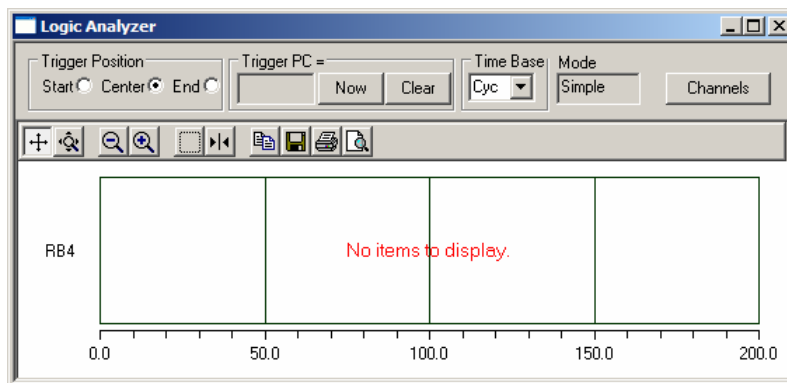 Logic Analyzer
Trigger Position
Start Center End
Trigger PC =
Now Clear
Time Base
Cyc
Mode
Simple
Channels
RB4
No items to display.
0.0 50.0 100.0 150.0 200.0